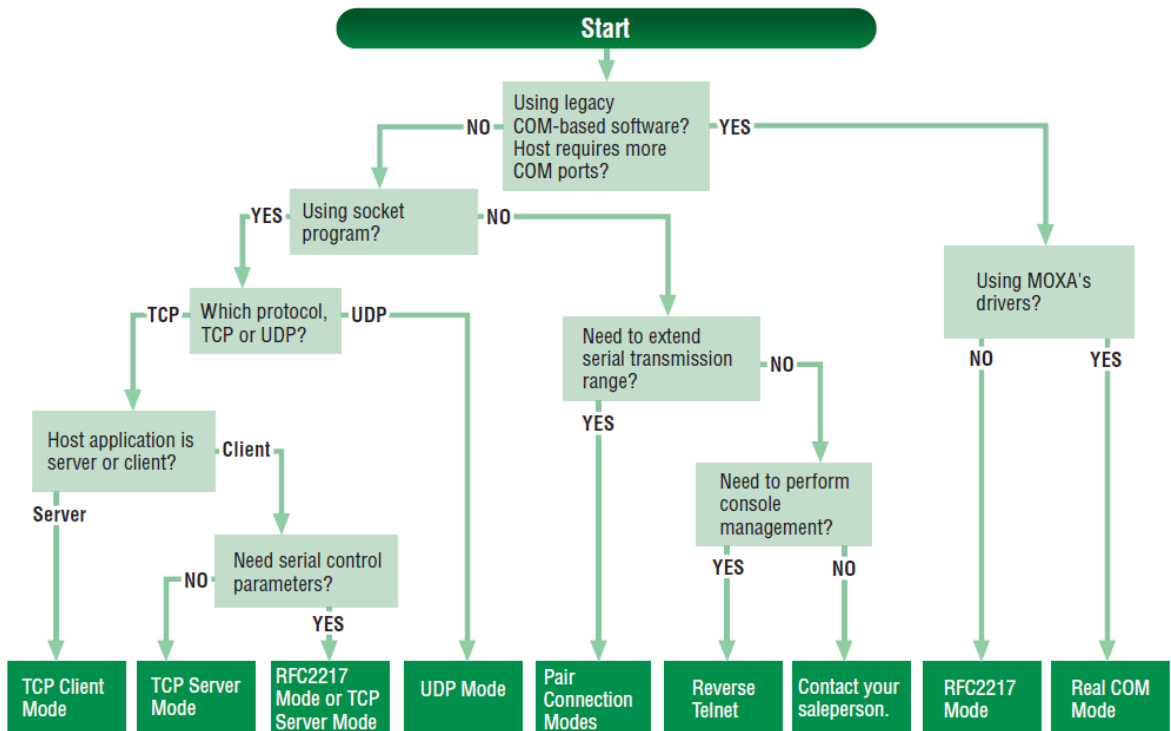 Start
Using legacy
COM-based software?
Host requires more
COM ports?
NO
YES
Using socket
program?
YES
NO
Using MOXA's
drivers?
NO
YES
Which protocol,
TCP or UDP?
TCP
UDP
Need to extend
serial transmission
range?
YES
NO
Host application is
server or client?
Server
Client
Need to perform
console
management?
YES
NO
Need serial control
parameters?
NO
YES
TCP Client
Mode
TCP Server
Mode
RFC2217
Mode or TCP
Server Mode
UDP Mode
Pair
Connection
Modes
Reverse
Telnet
Contact your
saleperson.
RFC2217
Mode
Real COM
Mode